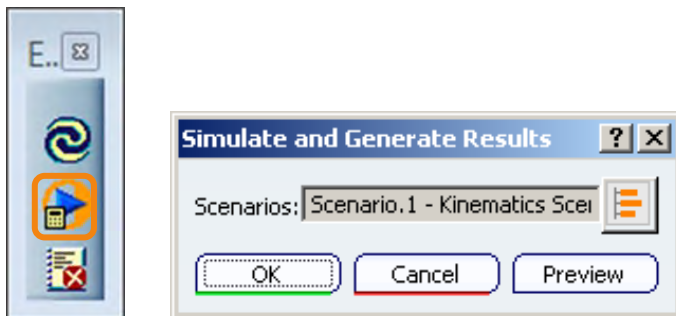 E..
Simulate and Generate Results
Scenarios: Scenario.1 - Kinematics Scei
OK Cancel Preview